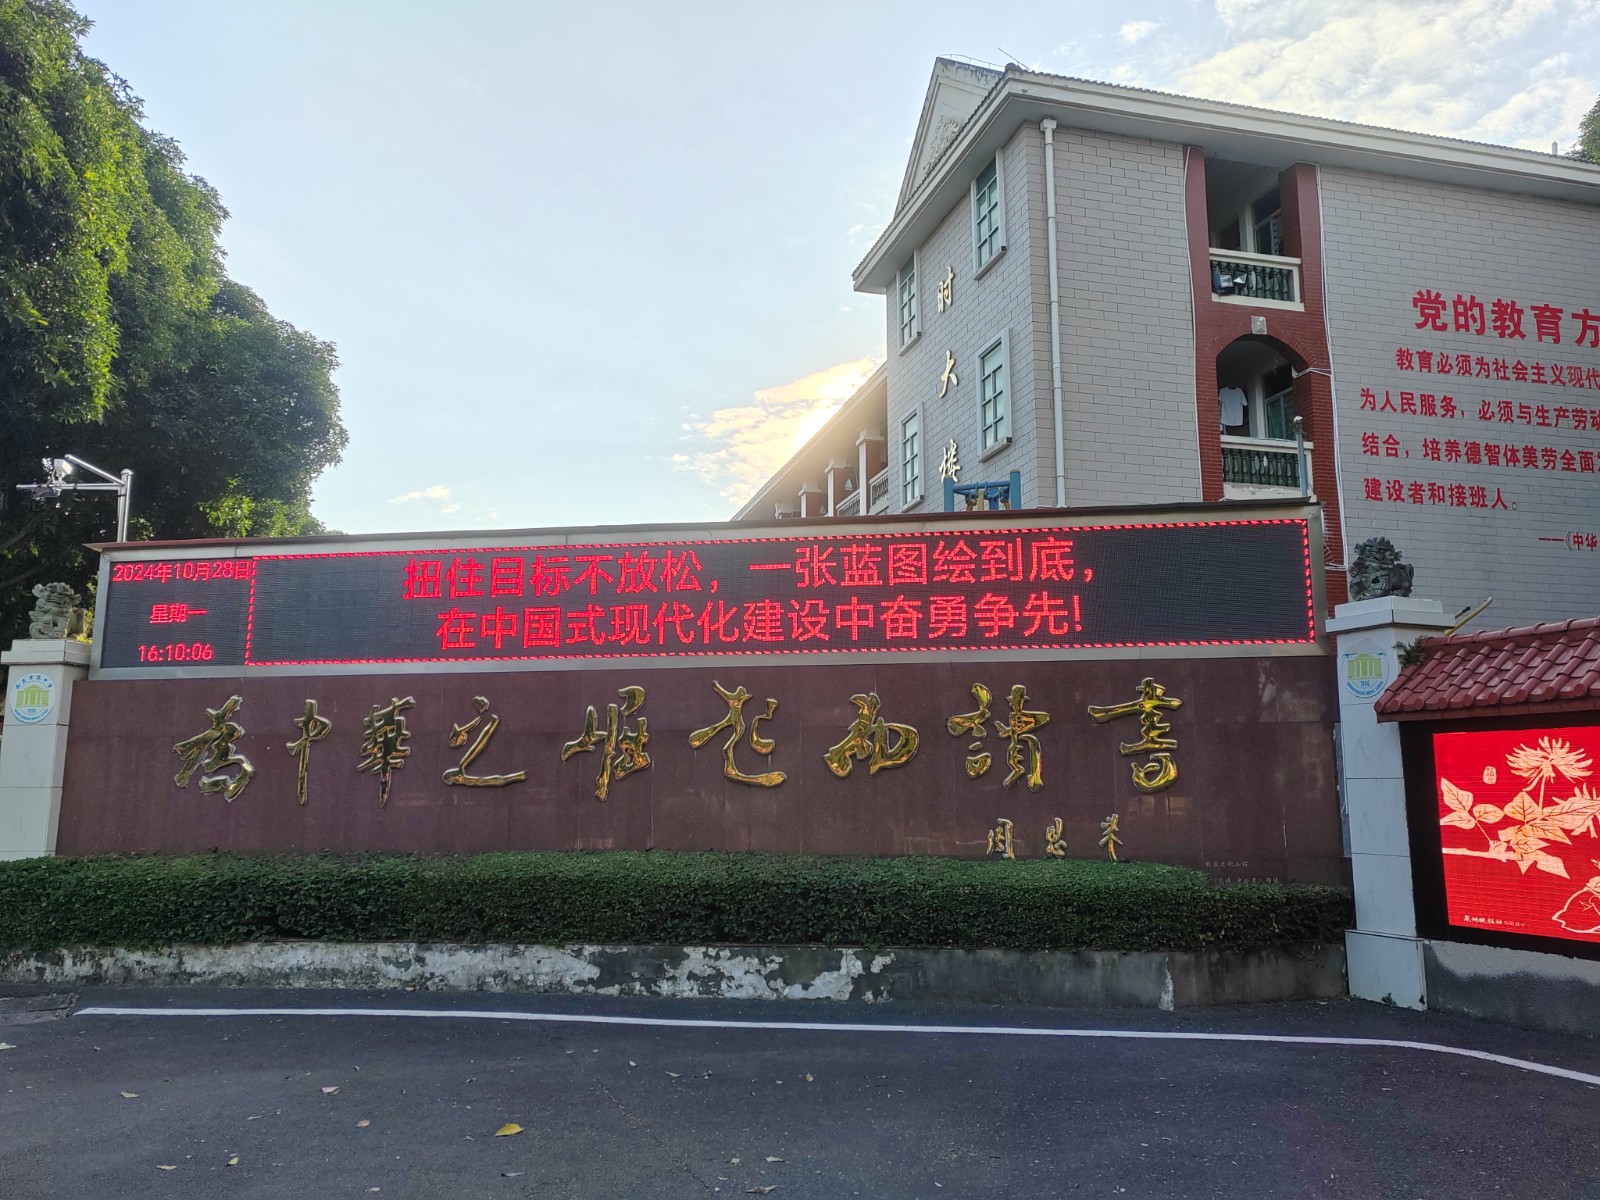 时大楼
党的教育方
教育必须为社会主义现代
为人民服务，必须与生产劳动
结合，培养德智体美劳全面
建设者和接班人。
——《中华
2024年10月28日
星期一
16:10:06
扭住目标不放松，一张蓝图绘到底，
在中国式现代化建设中奋勇争先!
為中華之崛起而讀書
周恩来